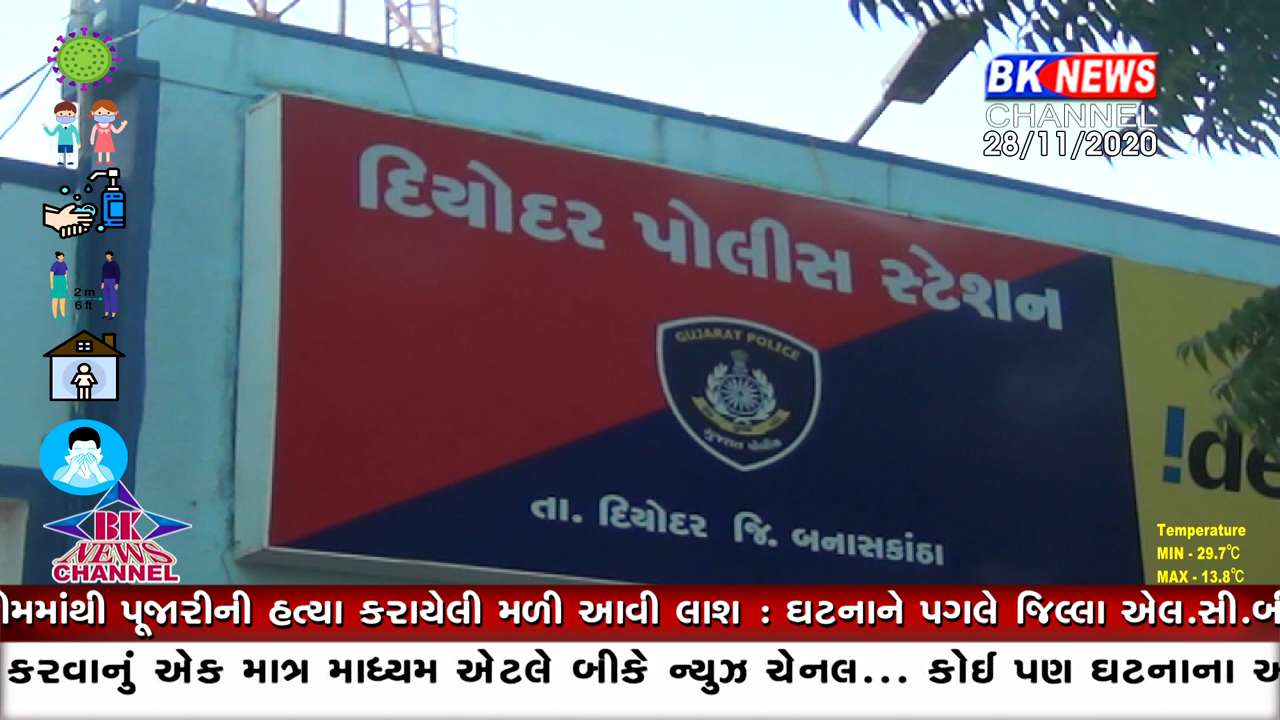 BK NEWS
CHANNEL
28/11/2020
દિયોદર પોલીસ સ્ટેશન
GUJARAT POLICE
ગુજરાત પોલીસ
તા. દિયોદર જિ. બનાસકાંઠા
2 m
6 ft
!de
BK
NEWS
CHANNEL
Temperature
MIN - 29.7℃
MAX - 13.8℃
પૂજારીની હત્યા કરાયેલી મળી આવી લાશ : ઘટનાને પગલે જિલ્લા એલ.સી.બી
કરવાનું એક માત્ર માધ્યમ એટલે બીકે ન્યુઝ ચેનલ... કોઈ પણ ઘટનાના